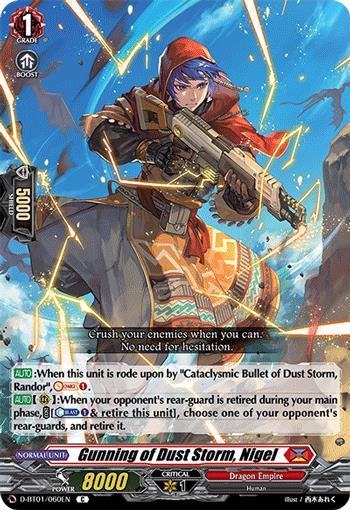 1
GRADE
BOOST
5000
SHIELD
Crush your enemies when you can.
No need for hesitation.
AUTO:When this unit is rode upon by "Cataclysmic Bullet of Dust Storm,
Randor", 1.
AUTO【 】:When your opponent's rear-guard is retired during your main
phase, [ 1 & retire this unit], choose one of your opponent's
rear-guards, and retire it.
NORMAL UNIT
Gunning of Dust Storm, Nigel
POWER 8000
CRITICAL
1
Dragon Empire
Human
D-BT01/060EN C
illust / 西木あれく